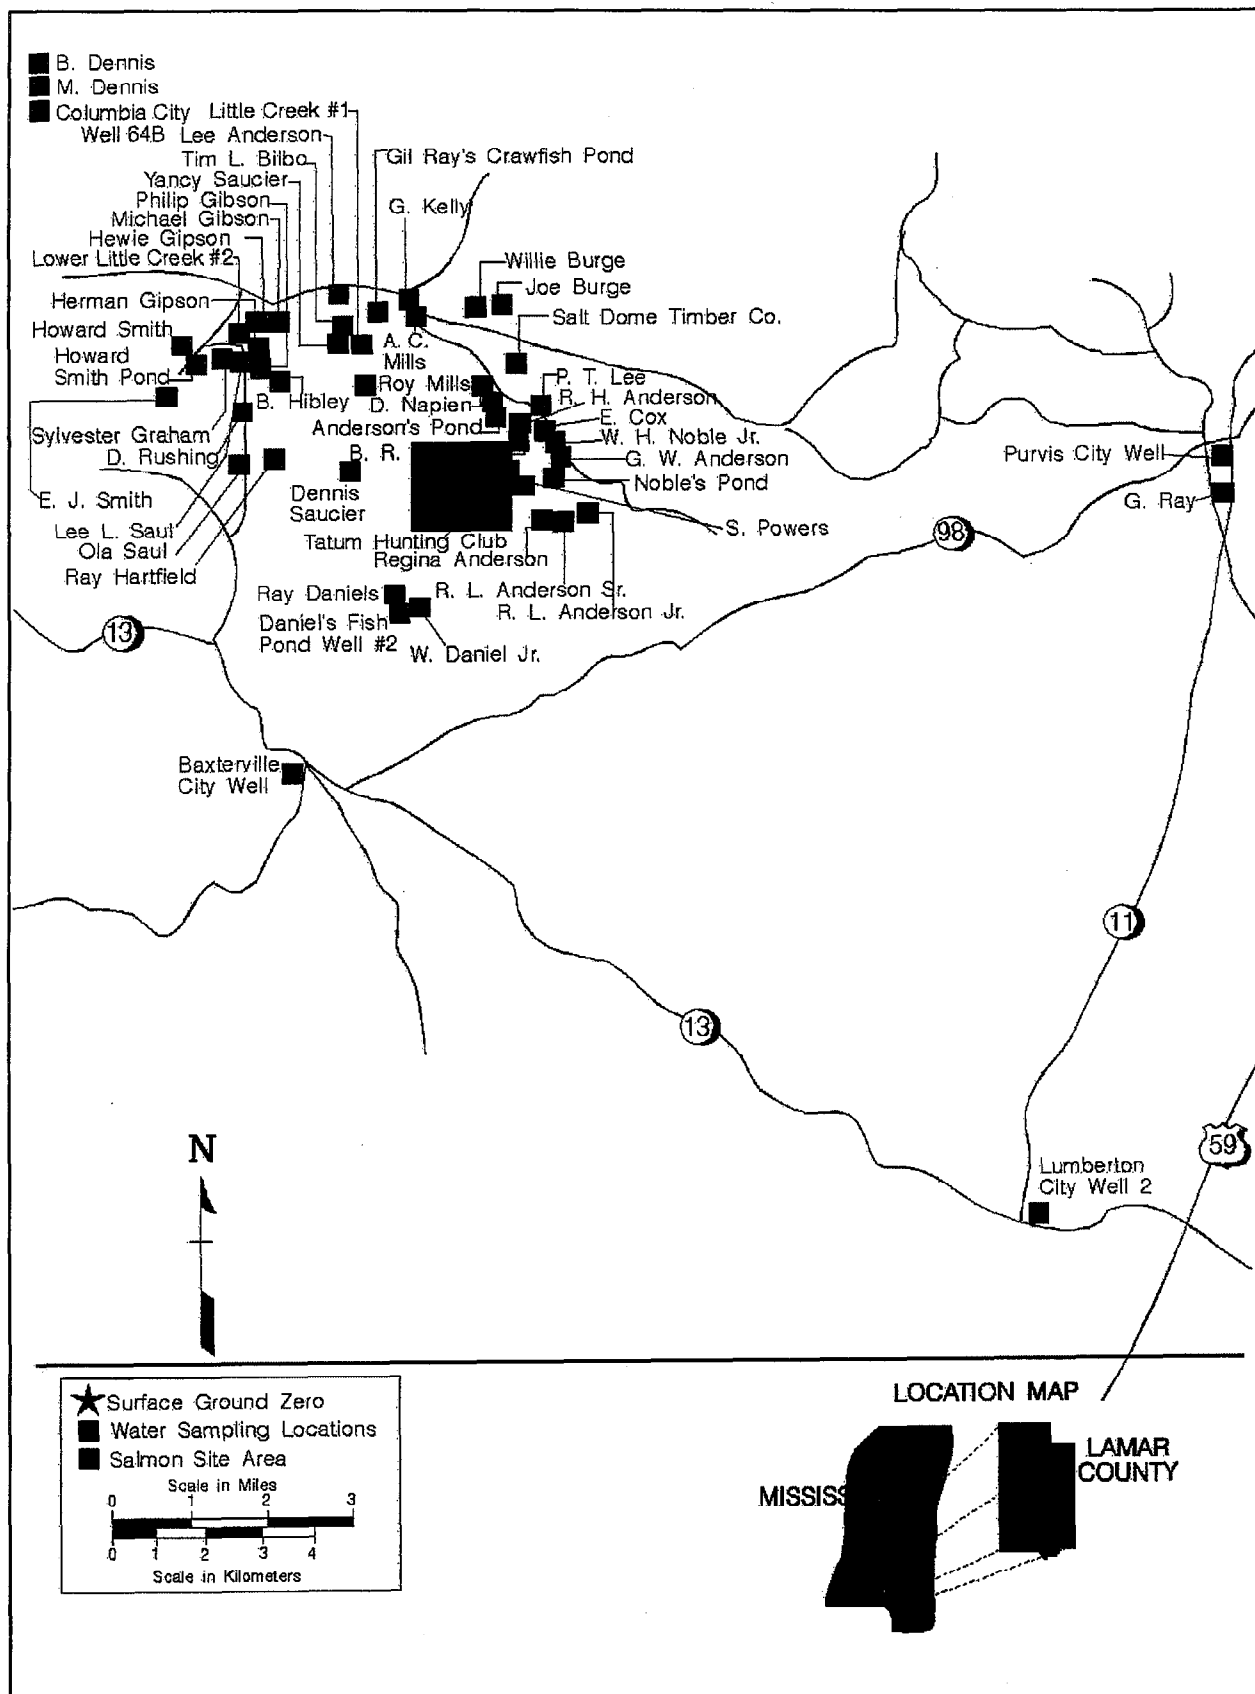 B. Dennis
M. Dennis
Columbia City
Little Creek #1
Well 64B Lee Anderson
Tim L. Bilbo
Gil Ray's Crawfish Pond
Yancy Saucier
Philip Gibson
G. Kelly
Michael Gibson
Hewie Gipson
Lower Little Creek #2
Willie Burge
Joe Burge
Herman Gipson
Salt Dome Timber Co.
Howard Smith
A. C.
Mills
Howard
Smith Pond
P. T. Lee
Roy Mills
R. H. Anderson
B. Hibley
D. Napien
E. Cox
Anderson's Pond
Sylvester Graham
W. H. Noble Jr.
D. Rushing
B. R.
G. W. Anderson
Purvis City Well
Noble's Pond
E. J. Smith
Dennis
Saucier
G. Ray
Lee L. Saul
S. Powers
98
Tatum Hunting Club
Ola Saul
Regina Anderson
Ray Hartfield
Ray Daniels
R. L. Anderson Sr.
R. L. Anderson Jr.
Daniel's Fish
Pond Well #2
13
W. Daniel Jr.
Baxterville
City Well
11
13
N
59
Lumberton
City Well 2
Surface Ground Zero
Water Sampling Locations
Salmon Site Area
Scale in Miles
0 1 2 3
0 1 2 3 4
Scale in Kilometers
LOCATION MAP
LAMAR
COUNTY
MISSISS